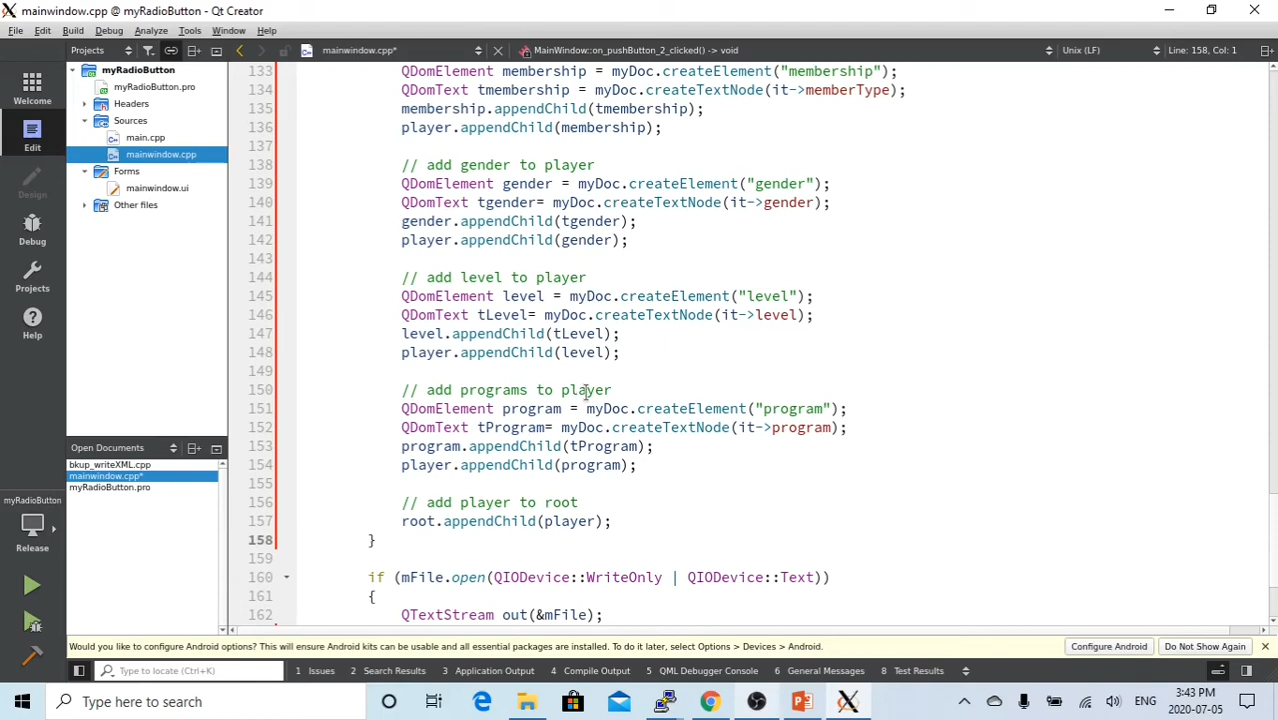 mainwindow.cpp @ myRadioButton - Qt Creator
File Edit Build Debug Analyze Tools Window Help
Projects mainwindow.cpp* MainWindow::on_pushButton_2_clicked() -> void Unix (LF) Line: 158, Col: 1
Welcome
Edit
Design
Debug
Projects
Help
myRadioButton
Release
myRadioButton
myRadioButton.pro
Headers
Sources
main.cpp
mainwindow.cpp
Forms
mainwindow.ui
Other files
Open Documents
bkup_writeXML.cpp
mainwindow.cpp*
myRadioButton.pro
133 QDomElement membership = myDoc.createElement("membership");
134 QDomText tmembership = myDoc.createTextNode(it->memberType);
135 membership.appendChild(tmembership);
136 player.appendChild(membership);
137
138 // add gender to player
139 QDomElement gender = myDoc.createElement("gender");
140 QDomText tgender= myDoc.createTextNode(it->gender);
141 gender.appendChild(tgender);
142 player.appendChild(gender);
143
144 // add level to player
145 QDomElement level = myDoc.createElement("level");
146 QDomText tLevel= myDoc.createTextNode(it->level);
147 level.appendChild(tLevel);
148 player.appendChild(level);
149
150 // add programs to player
151 QDomElement program = myDoc.createElement("program");
152 QDomText tProgram= myDoc.createTextNode(it->program);
153 program.appendChild(tProgram);
154 player.appendChild(program);
155
156 // add player to root
157 root.appendChild(player);
158 }
159
160 if (mFile.open(QIODevice::WriteOnly | QIODevice::Text))
161 {
162 QTextStream out(&mFile);
Would you like to configure Android options? This will ensure Android kits can be usable and all essential packages are installed. To do it later, select Options > Devices > Android. Configure Android Do Not Show Again
Type to locate (Ctrl+K) 1 Issues 2 Search Results 3 Application Output 4 Compile Output 5 QML Debugger Console 6 General Messages 8 Test Results
Type here to search
ENG
3:43 PM
2020-07-05